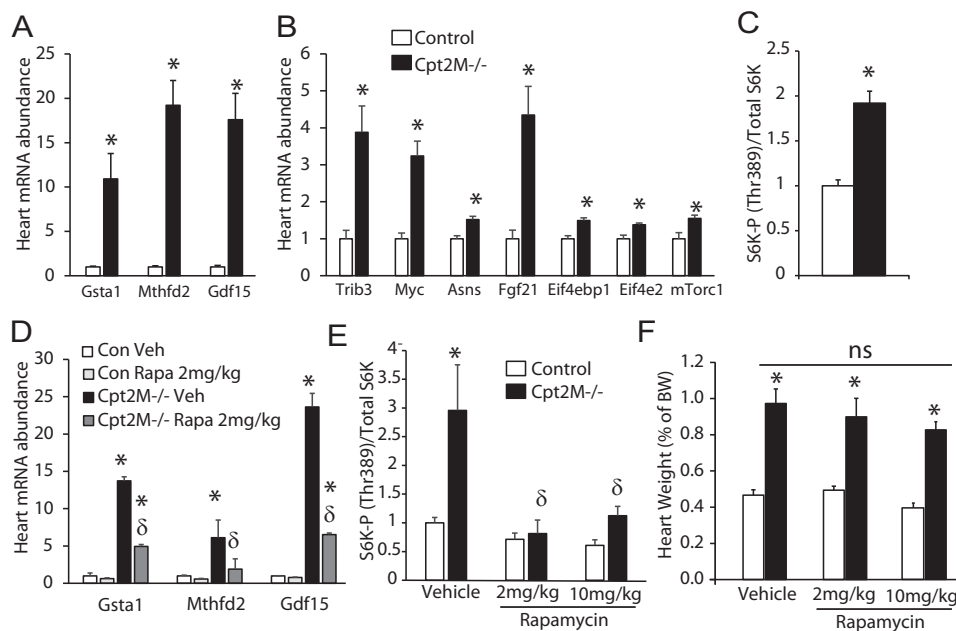 A
Heart mRNA abundance
25
20
15
10
5
0
*
*
*
Gsta1 Mthfd2 Gdf15
B
Control
Cpt2M-/-
Heart mRNA abundance
6
5
4
3
2
1
0
*
*
*
*
*
*
*
Trib3 Myc Asns Fgf21 Eif4ebp1 Eif4e2 mTorc1
C
S6K-P (Thr389)/Total S6K
2.5
2
1.5
1
0.5
0
*
D
Con Veh
Con Rapa 2mg/kg
Cpt2M-/- Veh
Cpt2M-/- Rapa 2mg/kg
Heart mRNA abundance
30
25
20
15
10
5
0
*
*
δ
*
δ
*
*
δ
Gsta1 Mthfd2 Gdf15
E
Control
Cpt2M-/-
S6K-P (Thr389)/Total S6K
4
3.5
3
2.5
2
1.5
1
0.5
0
*
δ
δ
Vehicle 2mg/kg 10mg/kg
Rapamycin
F
ns
Heart Weight (% of BW)
1.2
1.0
0.8
0.6
0.4
0.2
0.0
*
*
*
Vehicle 2mg/kg 10mg/kg
Rapamycin